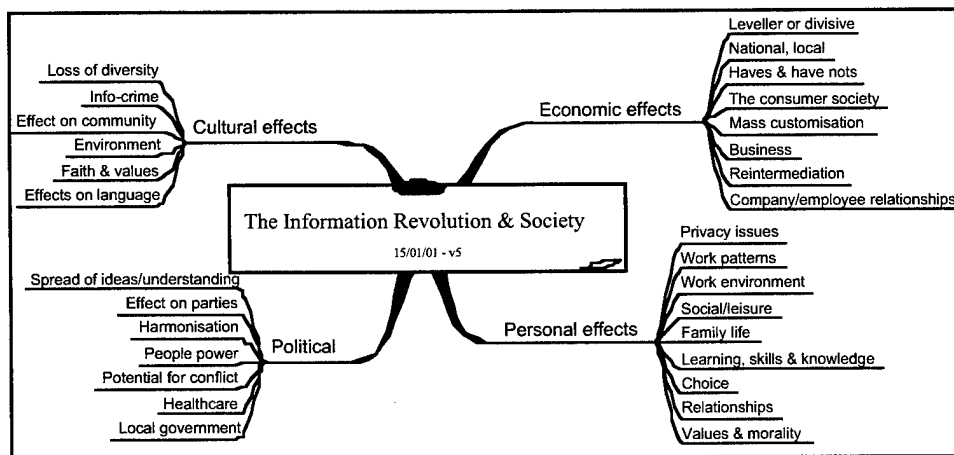 The Information Revolution & Society
15/01/01 - v5
Cultural effects
Loss of diversity
Info-crime
Effect on community
Environment
Faith & values
Effects on language
Economic effects
Leveller or divisive
National, local
Haves & have nots
The consumer society
Mass customisation
Business
Reintermediation
Company/employee relationships
Political
Spread of ideas/understanding
Effect on parties
Harmonisation
People power
Potential for conflict
Healthcare
Local government
Personal effects
Privacy issues
Work patterns
Work environment
Social/leisure
Family life
Learning, skills & knowledge
Choice
Relationships
Values & morality